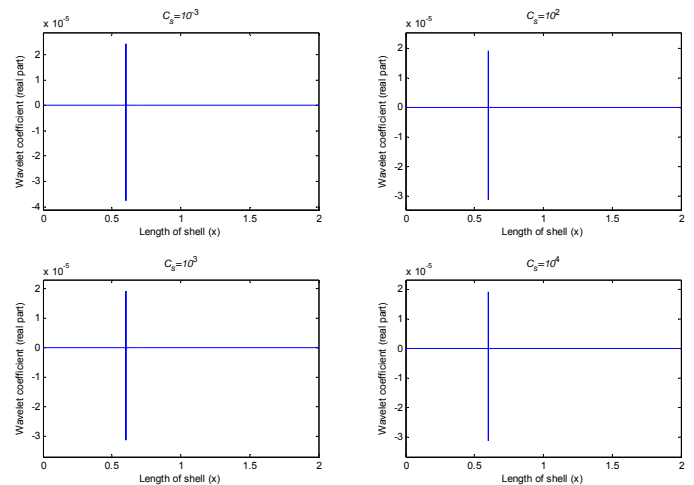 C_s=10^-3
x 10^-5
2
1
0
-1
-2
-3
-4
0 0.5 1 1.5 2
Wavelet coefficient (real part)
Length of shell (x)
C_s=10^2
x 10^-5
2
1
0
-1
-2
-3
0 0.5 1 1.5 2
Wavelet coefficient (real part)
Length of shell (x)
C_s=10^3
x 10^-5
2
1
0
-1
-2
-3
0 0.5 1 1.5 2
Wavelet coefficient (real part)
Length of shell (x)
C_s=10^4
x 10^-5
2
1
0
-1
-2
-3
0 0.5 1 1.5 2
Wavelet coefficient (real part)
Length of shell (x)